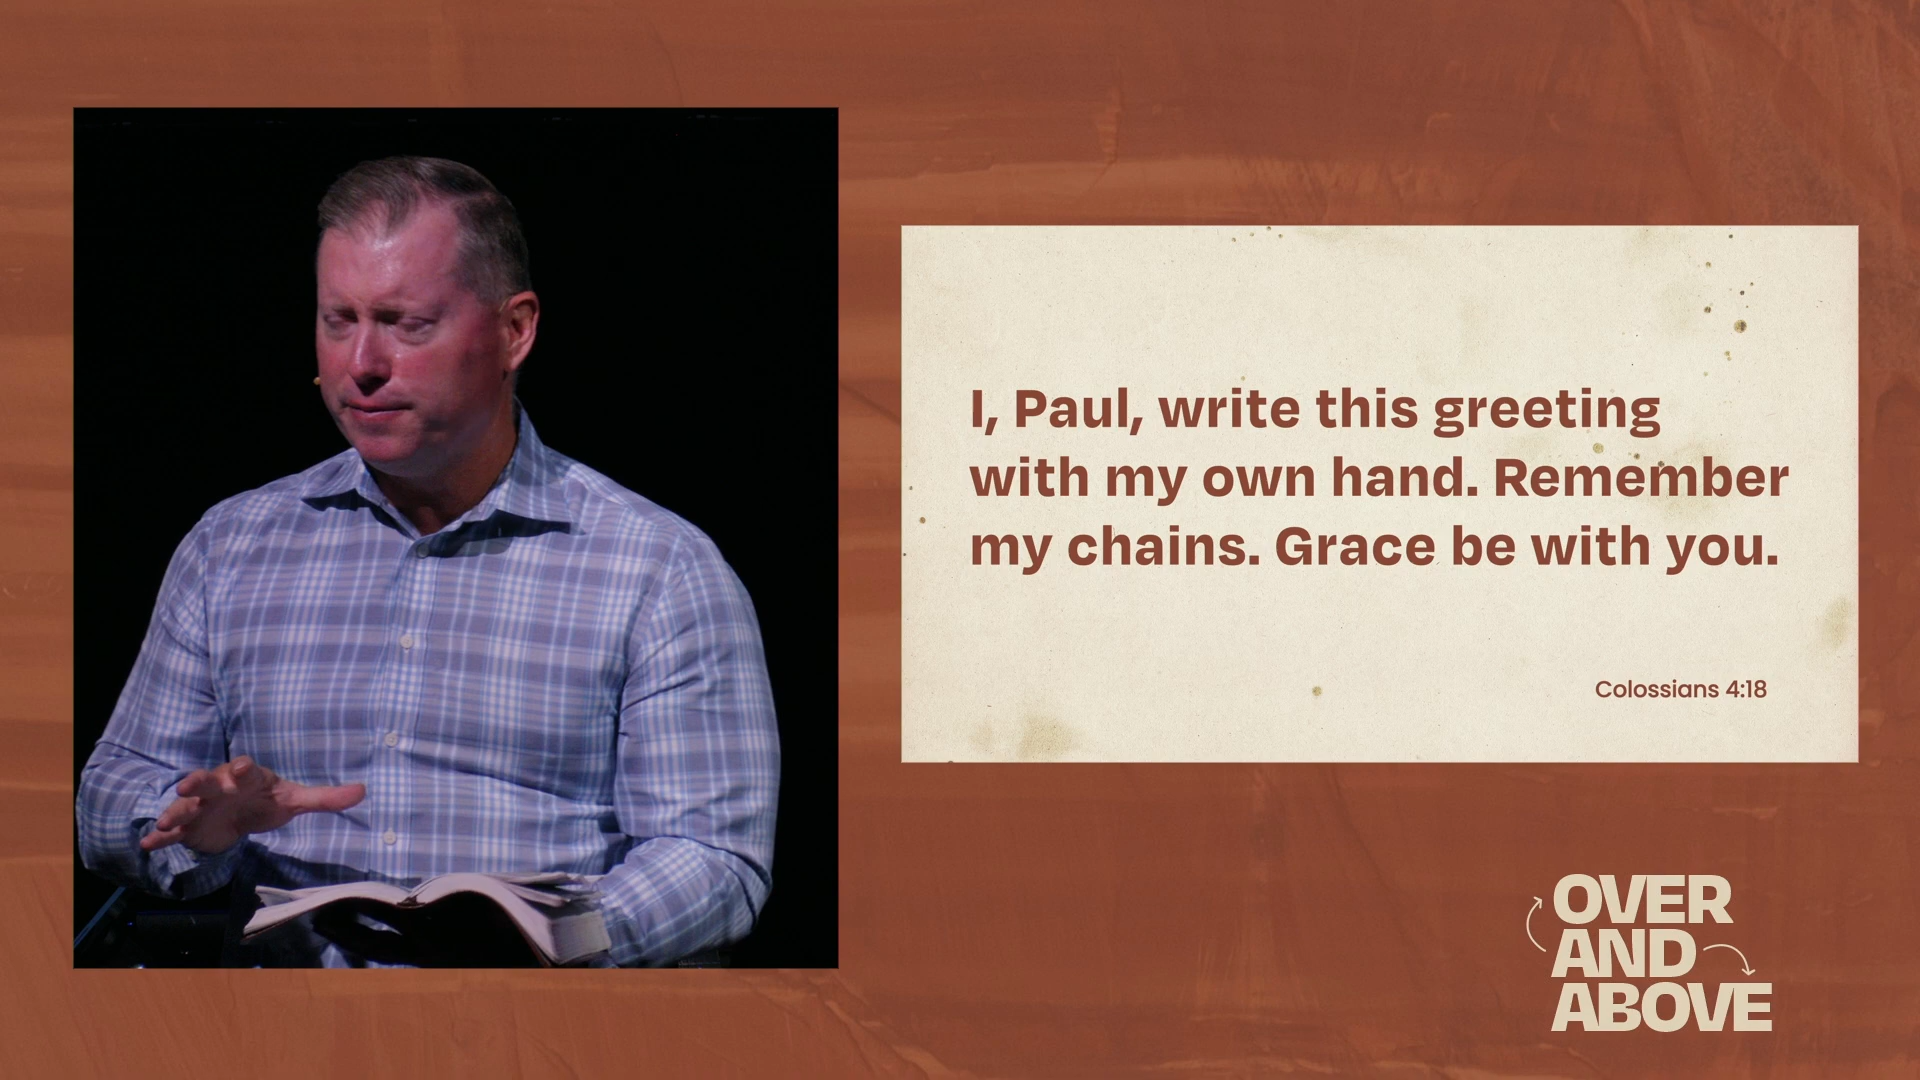 I, Paul, write this greeting
with my own hand. Remember
my chains. Grace be with you.
Colossians 4:18
OVER
AND
ABOVE